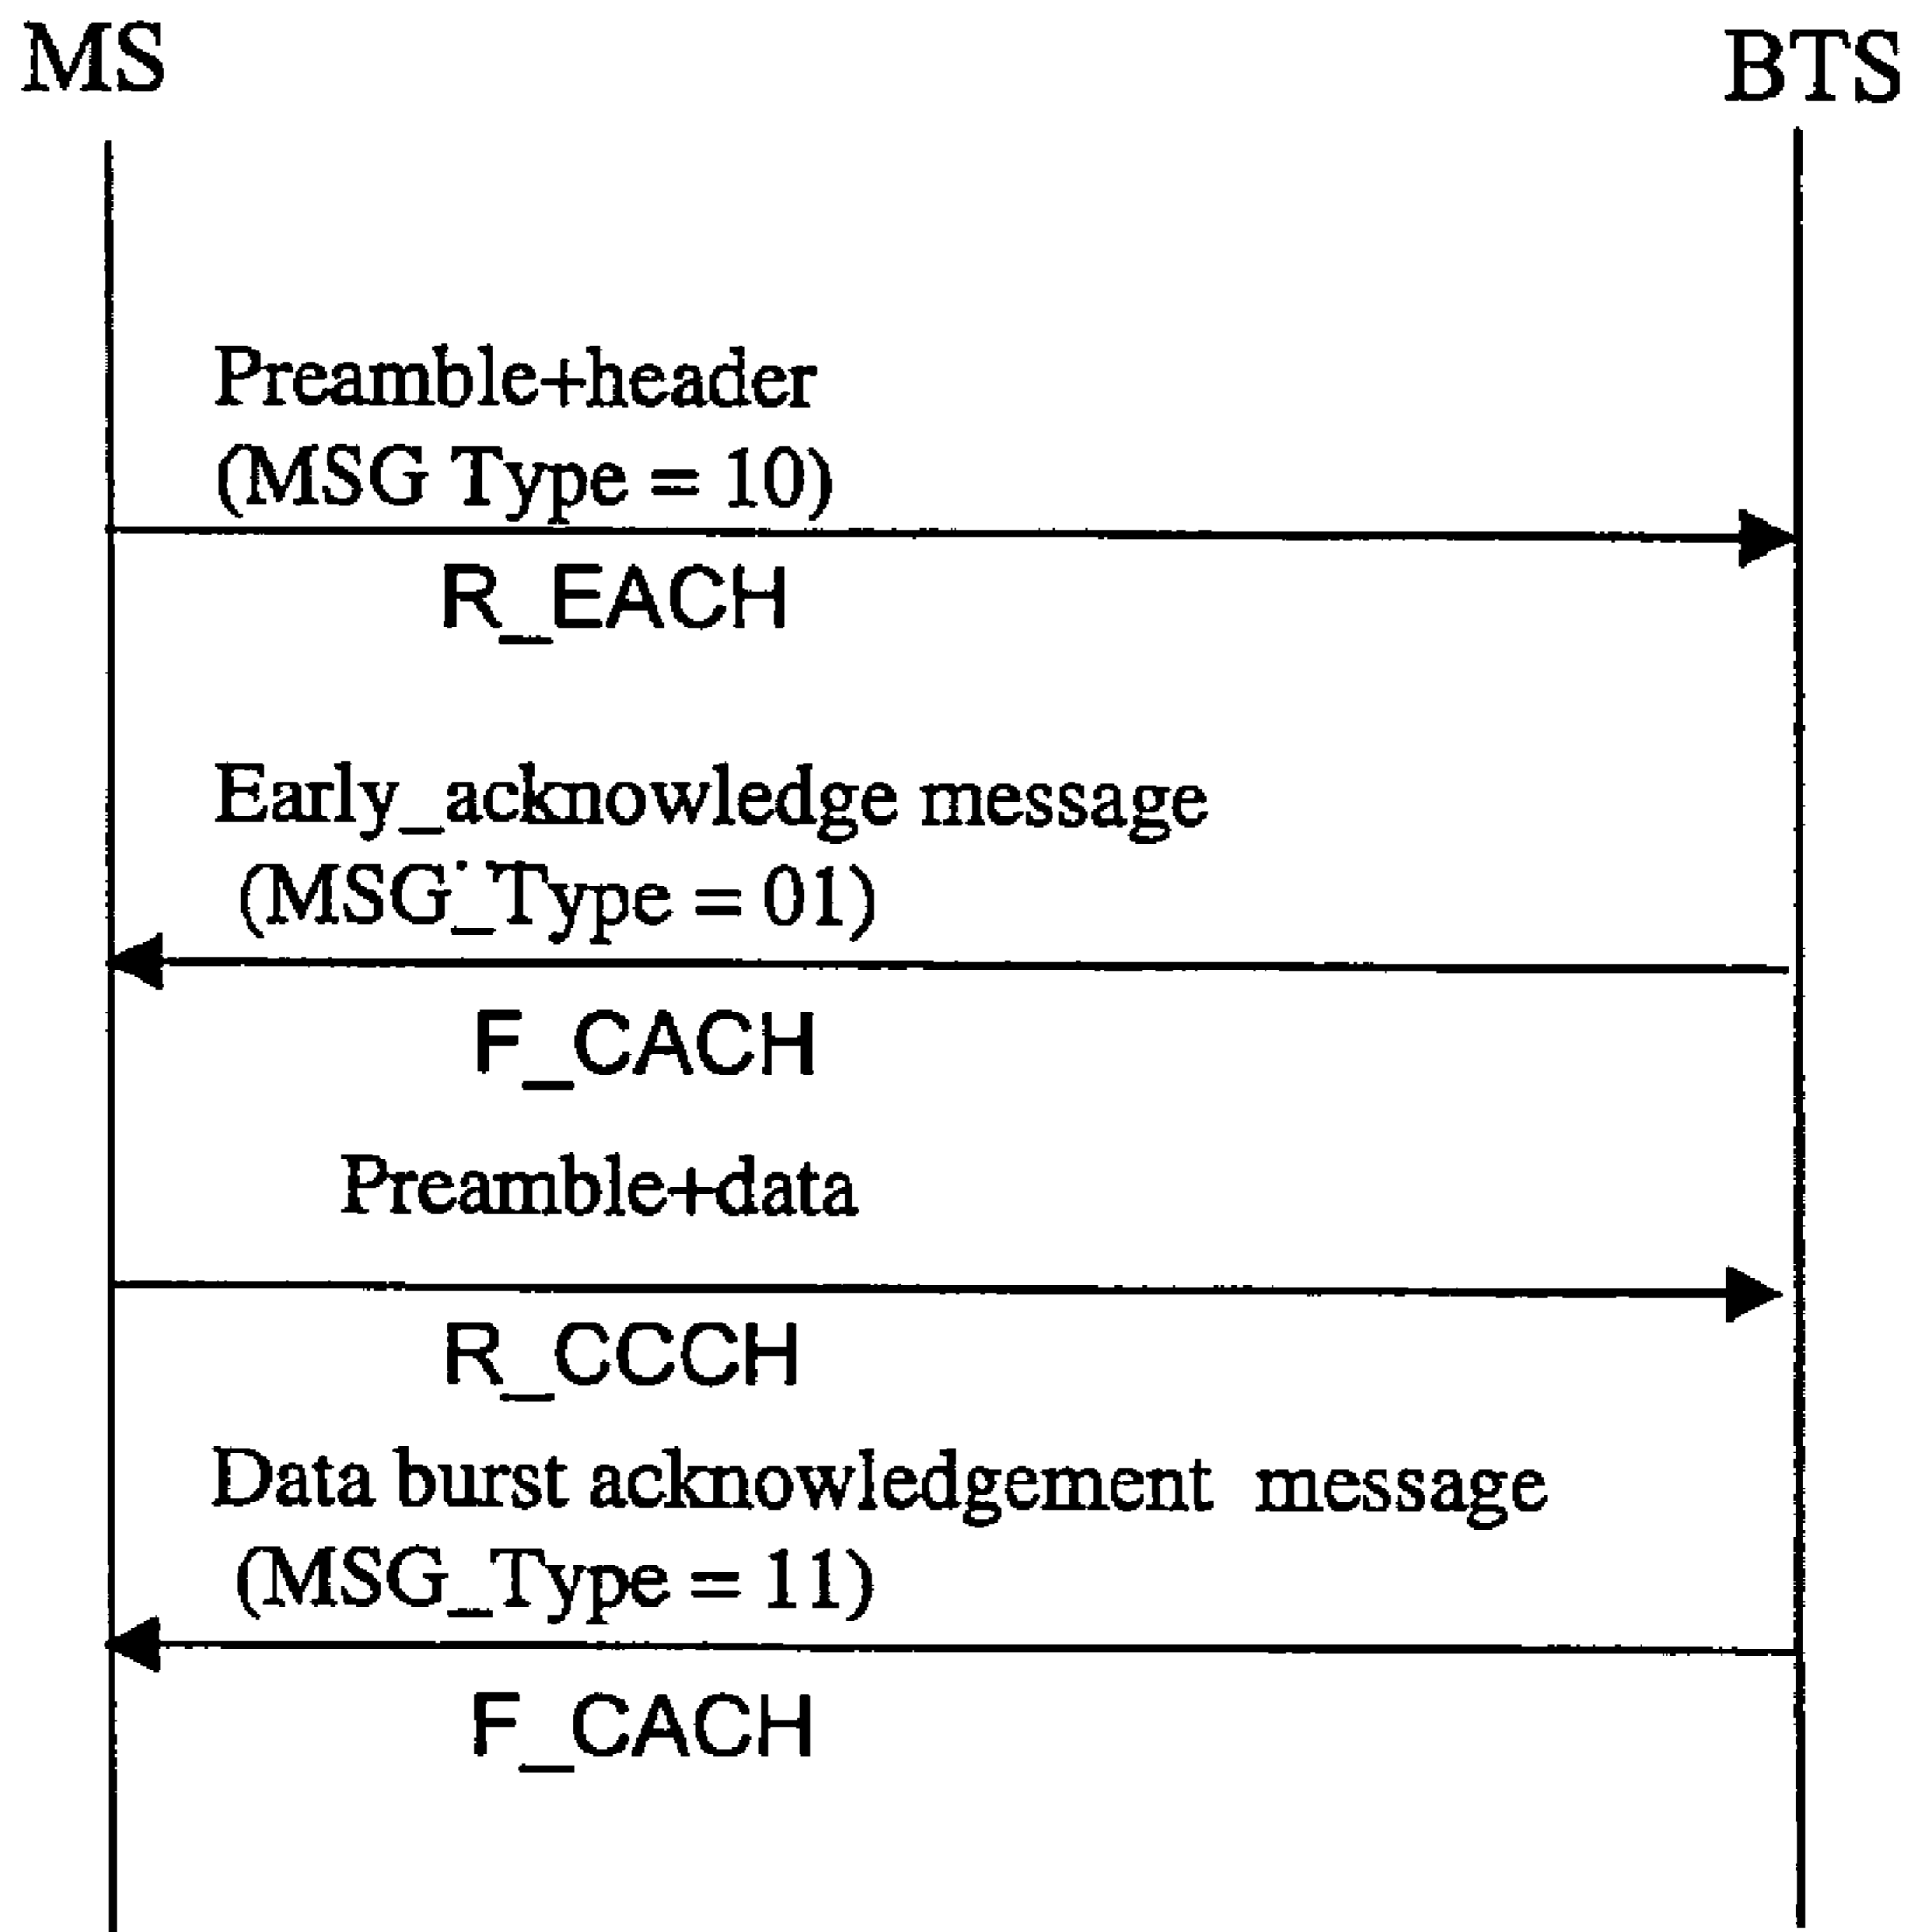 MS BTS
Preamble+header
(MSG Type = 10)
R_EACH
Early_acknowledge message
(MSG_Type = 01)
F_CACH
Preamble+data
R_CCCH
Data burst acknowledgement message
(MSG_Type = 11)
F_CACH